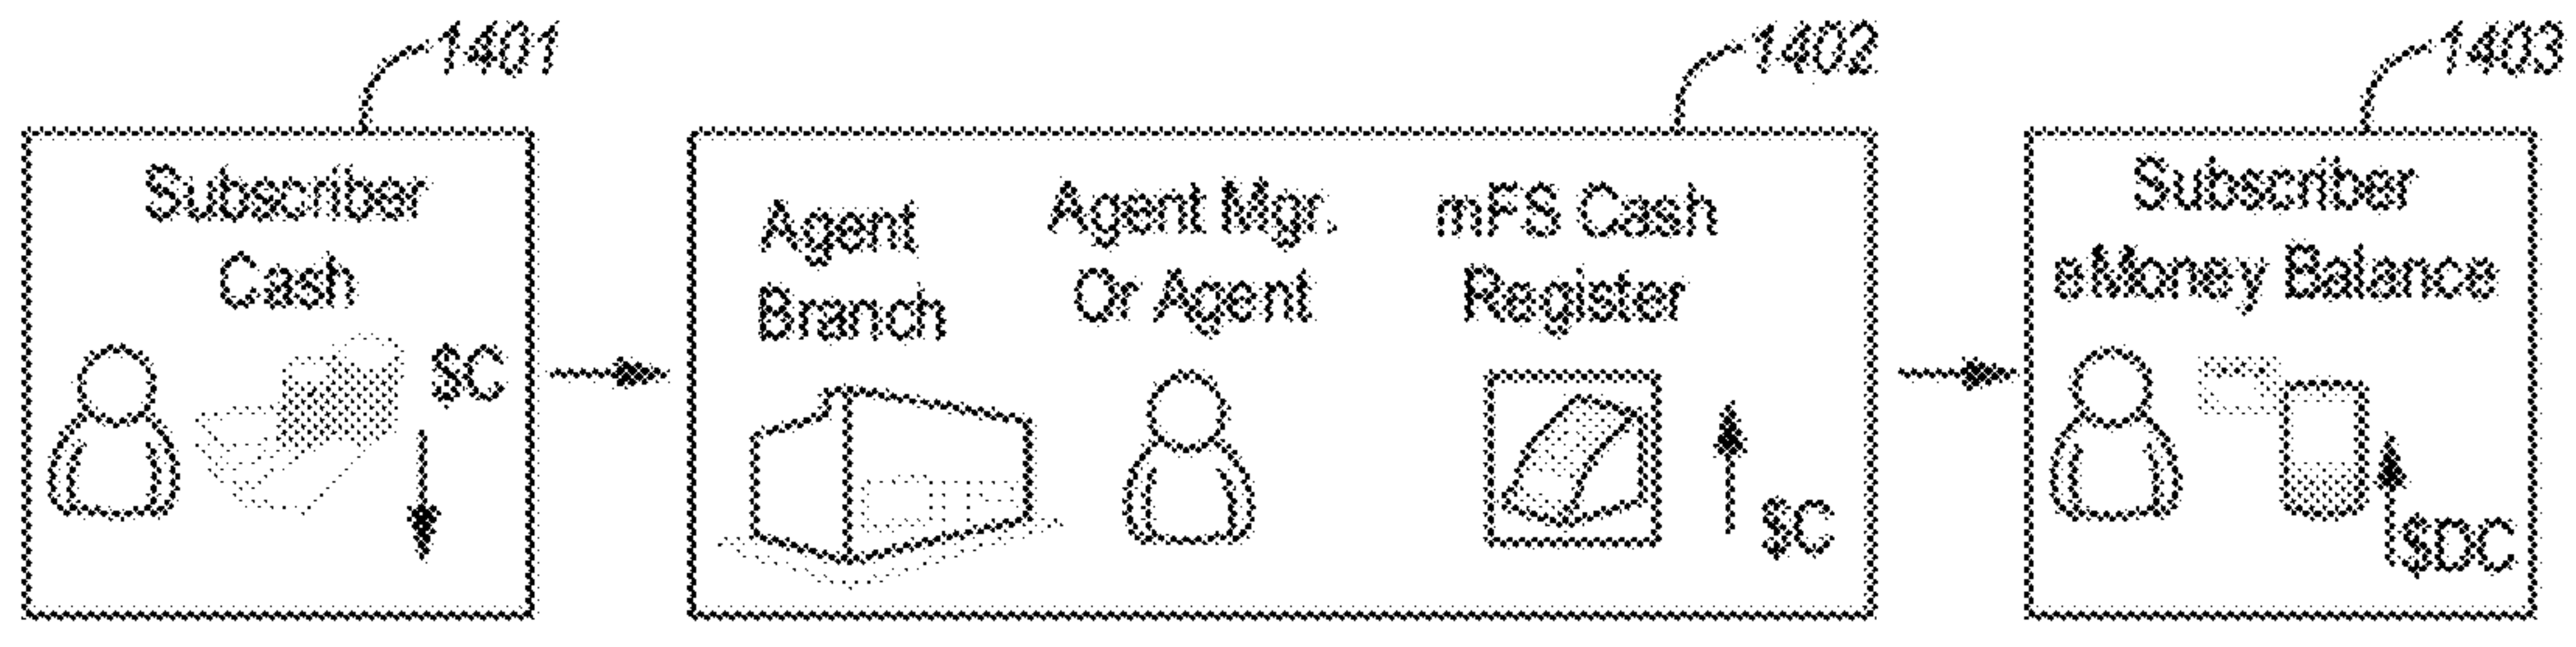 1401
1402
1403
Subscriber
Cash
$C
Agent
Branch
Agent Mgr.
Or Agent
mFS Cash
Register
$C
Subscriber
eMoney Balance
$DC